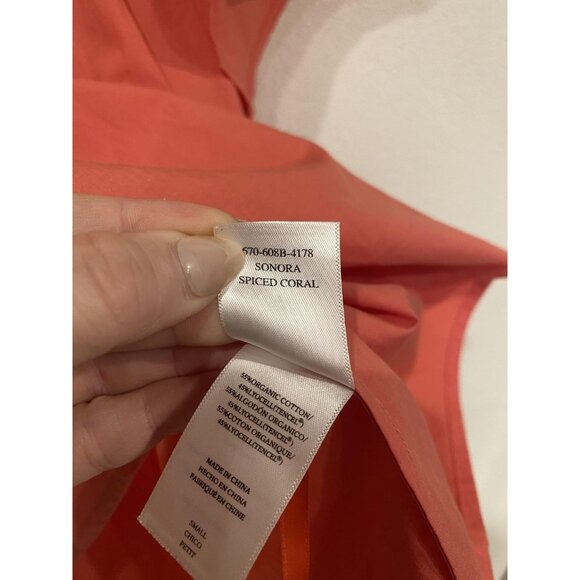 670-608B-4178
SONORA
SPICED CORAL
55%ORGANIC COTTON/
45%LYOCELL(TENCEL®)
55%ALGODÓN ORGANICO/
45%LYOCELL(TENCEL®)
55%COTON ORGANIQUE/
45%LYOCELL(TENCEL®)
MADE IN CHINA
HECHO EN CHINA
FABRIQUÉ EN CHINE
SMALL
CHICO
PETIT